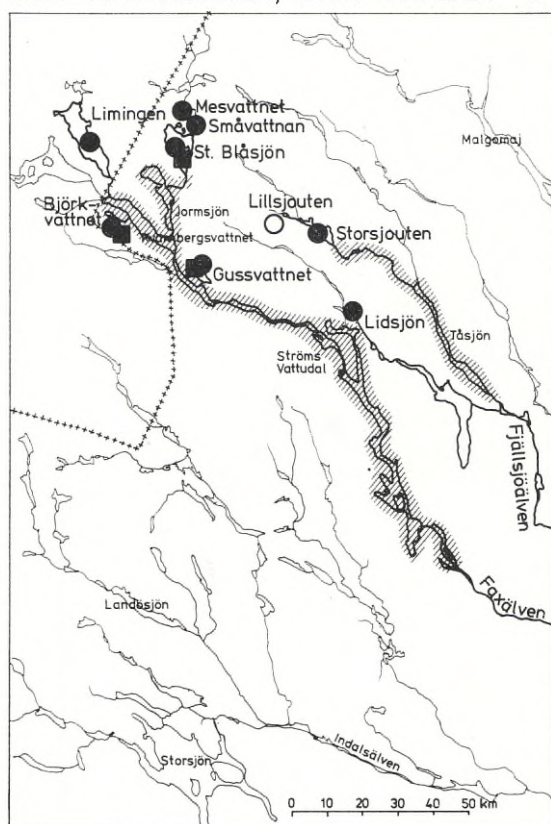 Limingen
Mesvattnet
Småvattnan
St. Blåsjön
Malgomaj
Björk-
vattnet
Jormsjön
Lillsjouten
Storsjouten
Gussvattnet
Lidsjön
Tåsjön
Ströms
Vattudal
Fjällsjöälven
Faxälven
Landösjön
Indalsälven
Storsjön
0 10 20 30 40 50 km